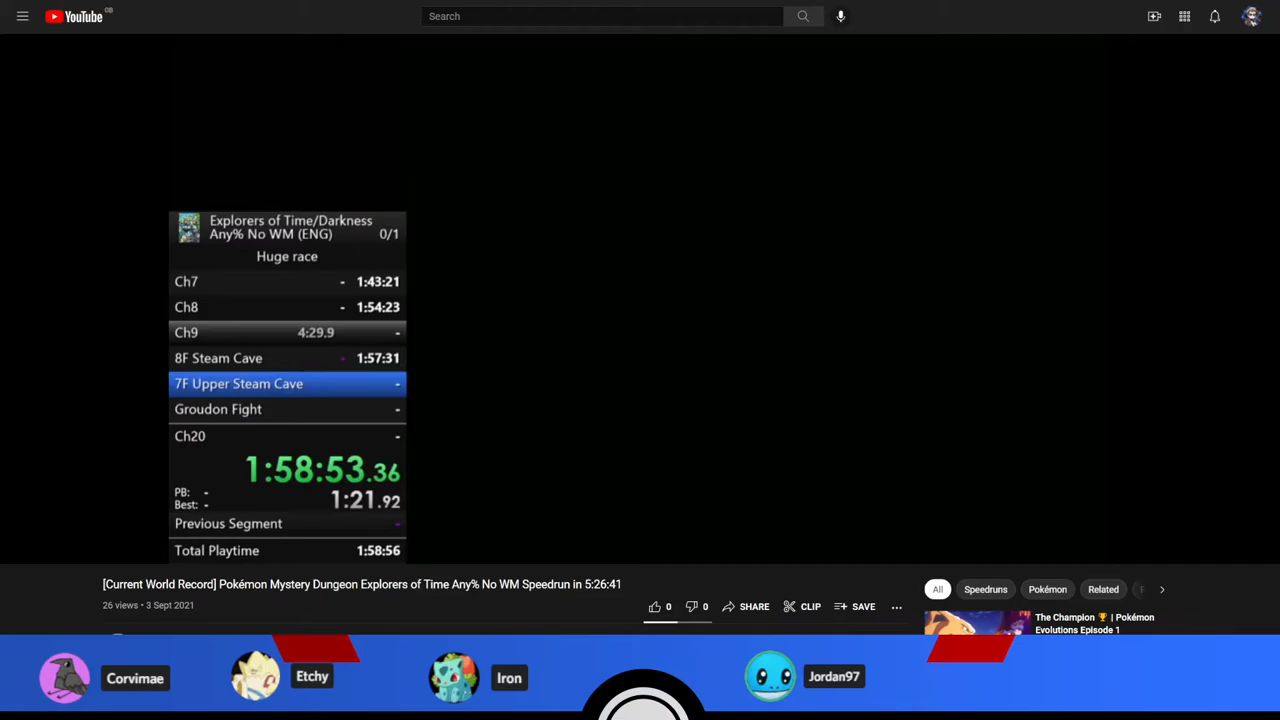 YouTube GB
Search
Explorers of Time/Darkness
Any% No WM (ENG) 0/1
Huge race
Ch7 - 1:43:21
Ch8 - 1:54:23
Ch9 4:29.9 -
8F Steam Cave - 1:57:31
7F Upper Steam Cave -
Groudon Fight -
Ch20 -
1:58:53.36
PB: -
Best: - 1:21.92
Previous Segment -
Total Playtime 1:58:56
[Current World Record] Pokémon Mystery Dungeon Explorers of Time Any% No WM Speedrun in 5:26:41
26 views • 3 Sept 2021
0 0 SHARE CLIP SAVE
All Speedruns Pokémon Related
The Champion 🏆 | Pokémon
Evolutions Episode 1
Corvimae Etchy Iron Jordan97